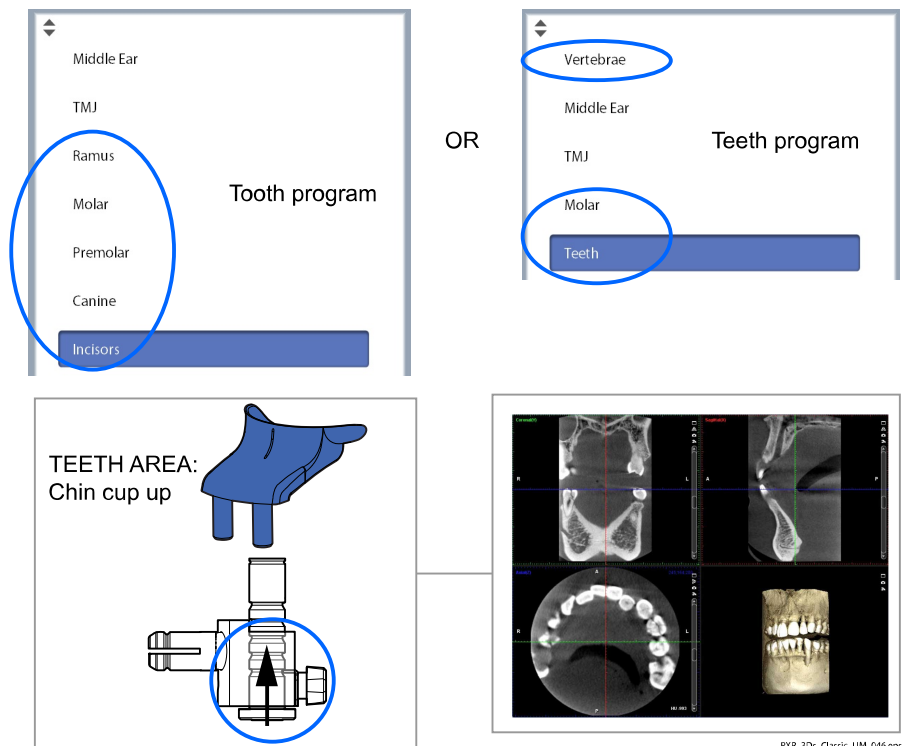 Middle Ear
TMJ
Ramus
Molar
Premolar
Canine
Incisors
Tooth program
OR
Vertebrae
Middle Ear
TMJ
Molar
Teeth
Teeth program
TEETH AREA:
Chin cup up
R
L
A
P
A
R
L
P